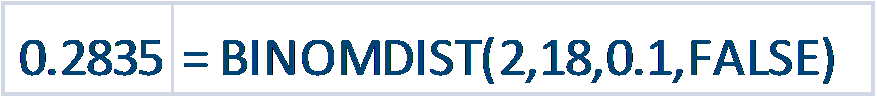 0.2835 = BINOMDIST(2,18,0.1,FALSE)